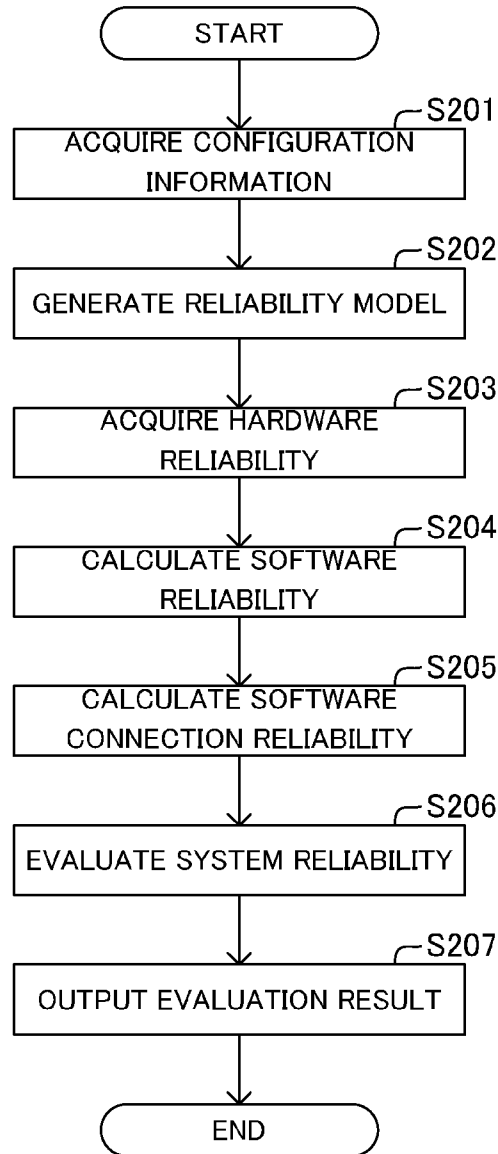 START
S201
ACQUIRE CONFIGURATION
INFORMATION
S202
GENERATE RELIABILITY MODEL
S203
ACQUIRE HARDWARE
RELIABILITY
S204
CALCULATE SOFTWARE
RELIABILITY
S205
CALCULATE SOFTWARE
CONNECTION RELIABILITY
S206
EVALUATE SYSTEM RELIABILITY
S207
OUTPUT EVALUATION RESULT
END